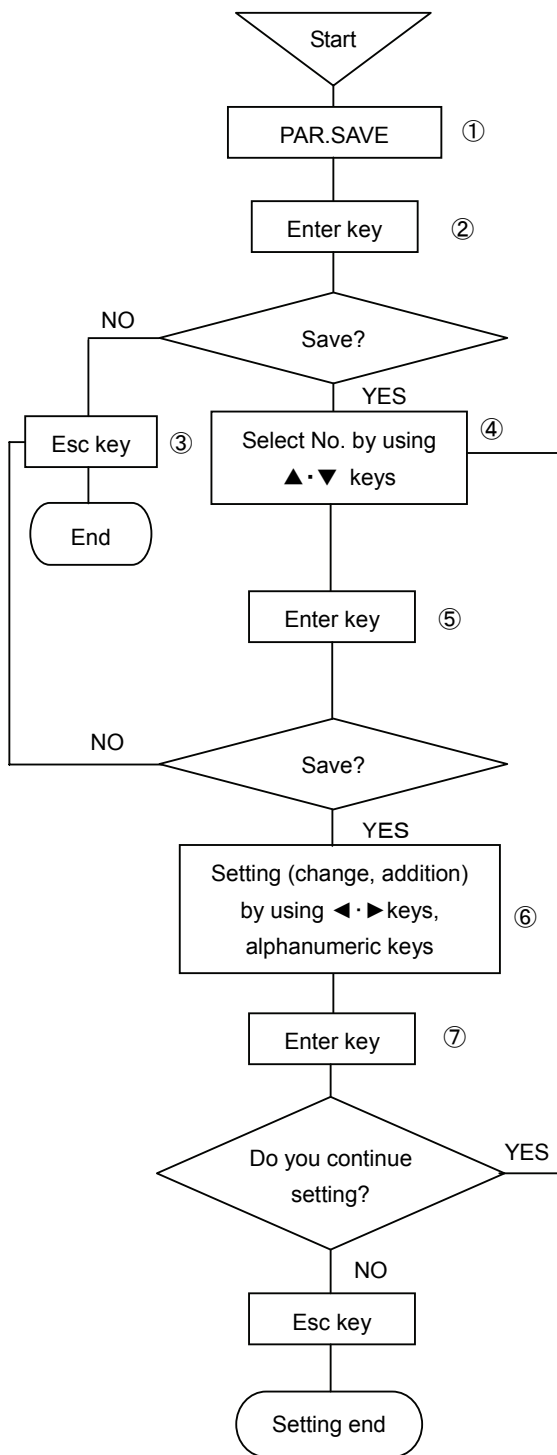 Start
PAR.SAVE ①
Enter key ②
NO
Save?
YES
Esc key ③
Select No. by using ④
▲・▼ keys
End
Enter key ⑤
NO
Save?
YES
Setting (change, addition)
by using ◄・►keys, ⑥
alphanumeric keys
Enter key ⑦
YES
Do you continue
setting?
NO
Esc key
Setting end